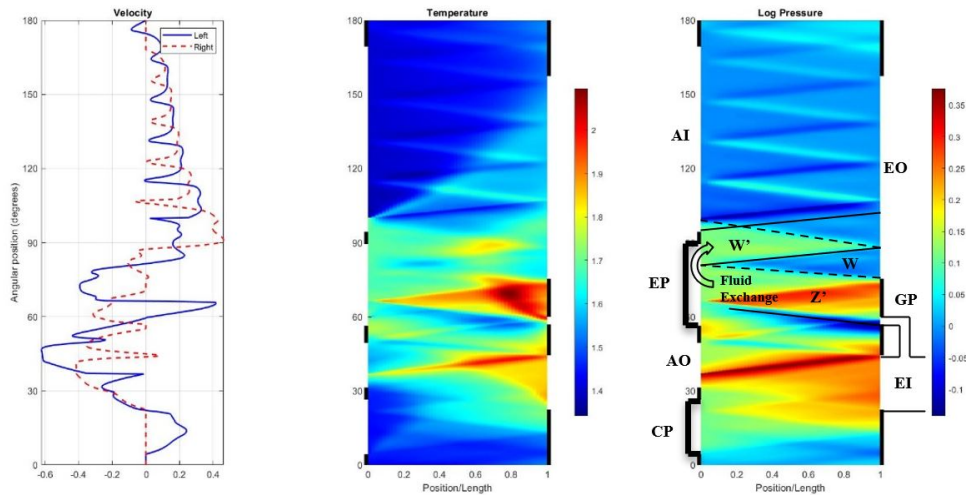 Velocity
Left
Right
Angular position (degrees)
180
150
120
90
60
30
0
-0.6 -0.4 -0.2 0 0.2 0.4
Temperature
180
150
120
90
60
30
0
0 0.2 0.4 0.6 0.8 1
Position/Length
2
1.9
1.8
1.7
1.6
1.5
1.4
Log Pressure
180
150
120
0
0 0.2 0.4 0.6 0.8 1
Position/Length
AI
EO
W'
W
EP
Fluid
Exchange
Z'
GP
AO
EI
CP
0.35
0.3
0.25
0.2
0.15
0.1
0.05
0
-0.05
-0.1